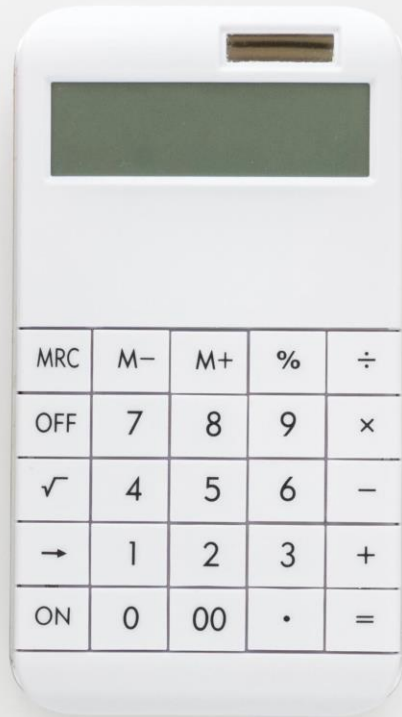 MRC M− M+ % ÷
OFF 7 8 9 ×
√ 4 5 6 −
→ 1 2 3 +
ON 0 00 · =